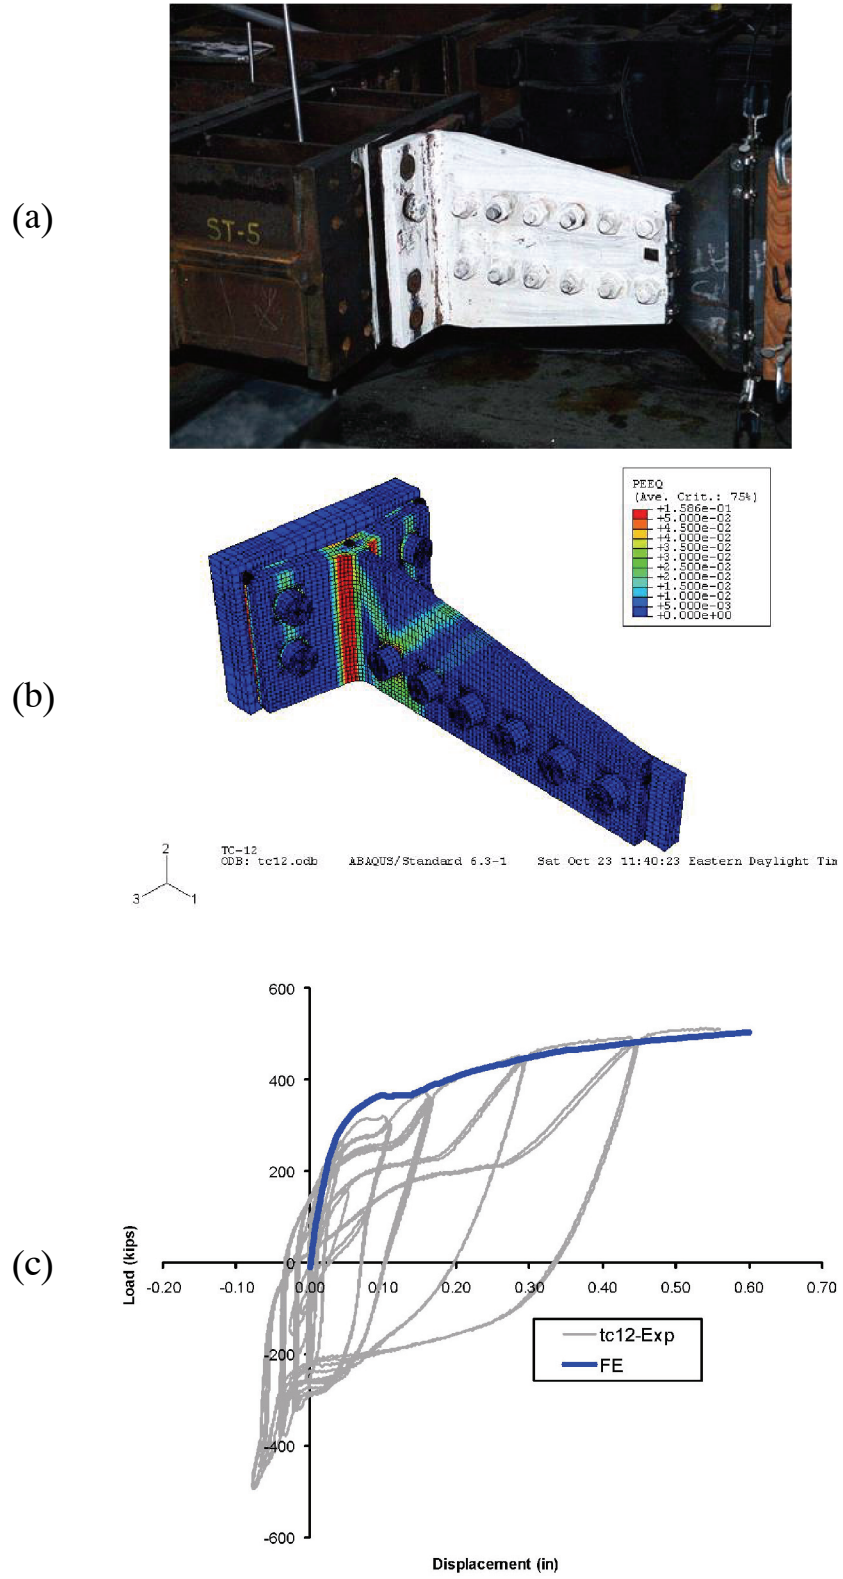 (a)
ST-5
(b)
PEEQ
(Ave. Crit.: 75%)
+1.586e-01
+5.000e-02
+4.500e-02
+4.000e-02
+3.500e-02
+3.000e-02
+2.500e-02
+2.000e-02
+1.500e-02
+1.000e-02
+5.000e-03
+0.000e+00
2
3
1
TC-12
ODB: tc12.odb ABAQUS/Standard 6.3-1 Sat Oct 23 11:40:23 Eastern Daylight Tim
(c)
Load (kips)
600
400
200
0
-200
-400
-600
-0.20 -0.10 0.00 0.10 0.20 0.30 0.40 0.50 0.60 0.70
tc12-Exp
FE
Displacement (in)